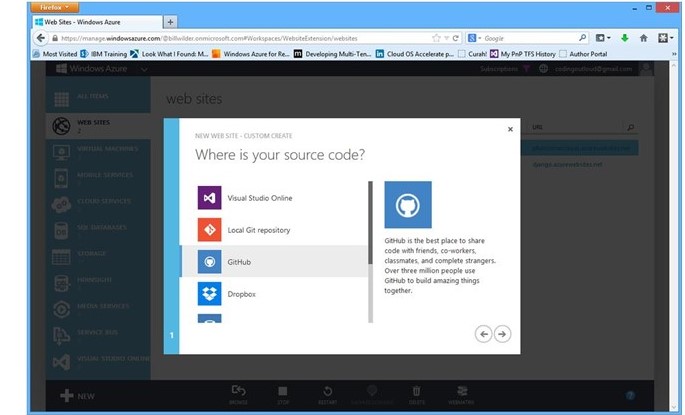 Firefox
Web Sites - Windows Azure
https://manage.windowsazure.com/@billwilder.onmicrosoft.com#Workspaces/WebsiteExtension/websites
Google
Most Visited IBM Training Look What I Found: M... Windows Azure for Re... Developing Multi-Ten... Cloud OS Accelerate p... Curah! My PnP TFS History Author Portal
Windows Azure
Subscriptions
codingoutloud@gmail.com
ALL ITEMS
web sites
WEB SITES
2
URL
VIRTUAL MACHINES
MOBILE SERVICES
CLOUD SERVICES
SQL DATABASES
STORAGE
HDINSIGHT
MEDIA SERVICES
SERVICE BUS
VISUAL STUDIO ONLINE
NEW WEB SITE - CUSTOM CREATE
Where is your source code?
Visual Studio Online
Local Git repository
GitHub
Dropbox
GitHub is the best place to share
code with friends, co-workers,
classmates, and complete strangers.
Over three million people use
GitHub to build amazing things
together.
1
NEW
BROWSE STOP RESTART DELETE WEBMATRIX